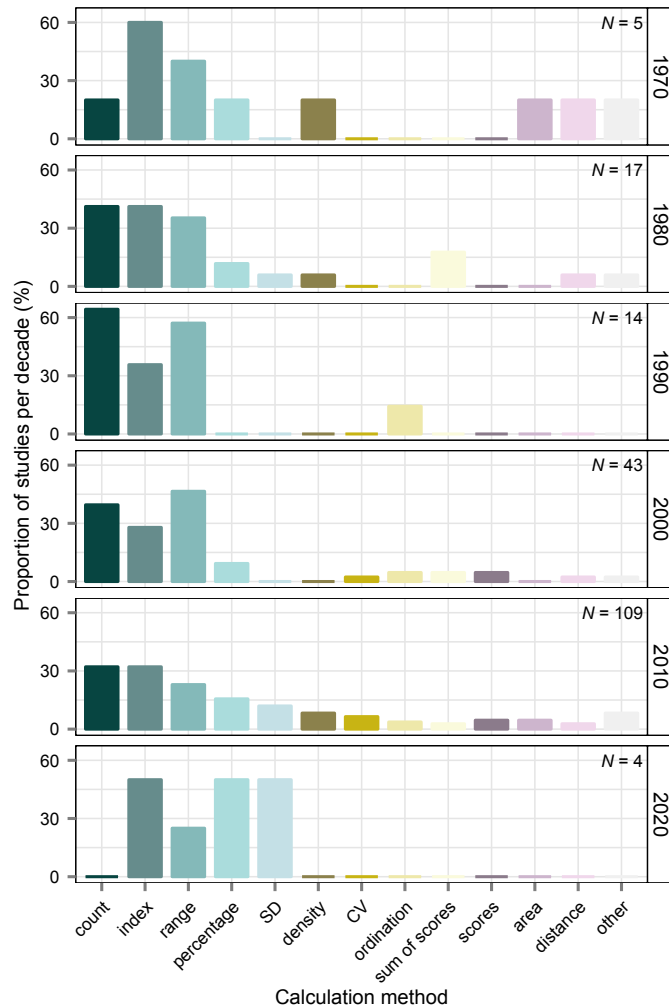 60
30
0
N = 5
1970
60
30
0
N = 17
1980
60
30
0
N = 14
1990
60
30
0
N = 43
2000
60
30
0
N = 109
2010
60
30
0
N = 4
2020
Proportion of studies per decade (%)
count
index
range
percentage
SD
density
CV
ordination
sum of scores
scores
area
distance
other
Calculation method